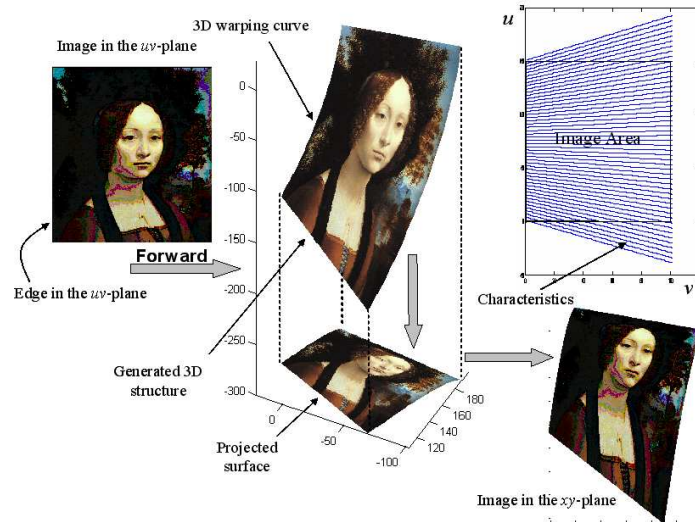 3D warping curve
Image in the uv-plane
Forward
Edge in the uv-plane
Generated 3D
structure
Projected
surface
0
-50
-100
-150
-200
-250
-300
0
-50
-100
120
140
160
180
u
Image Area
v
Characteristics
Image in the xy-plane